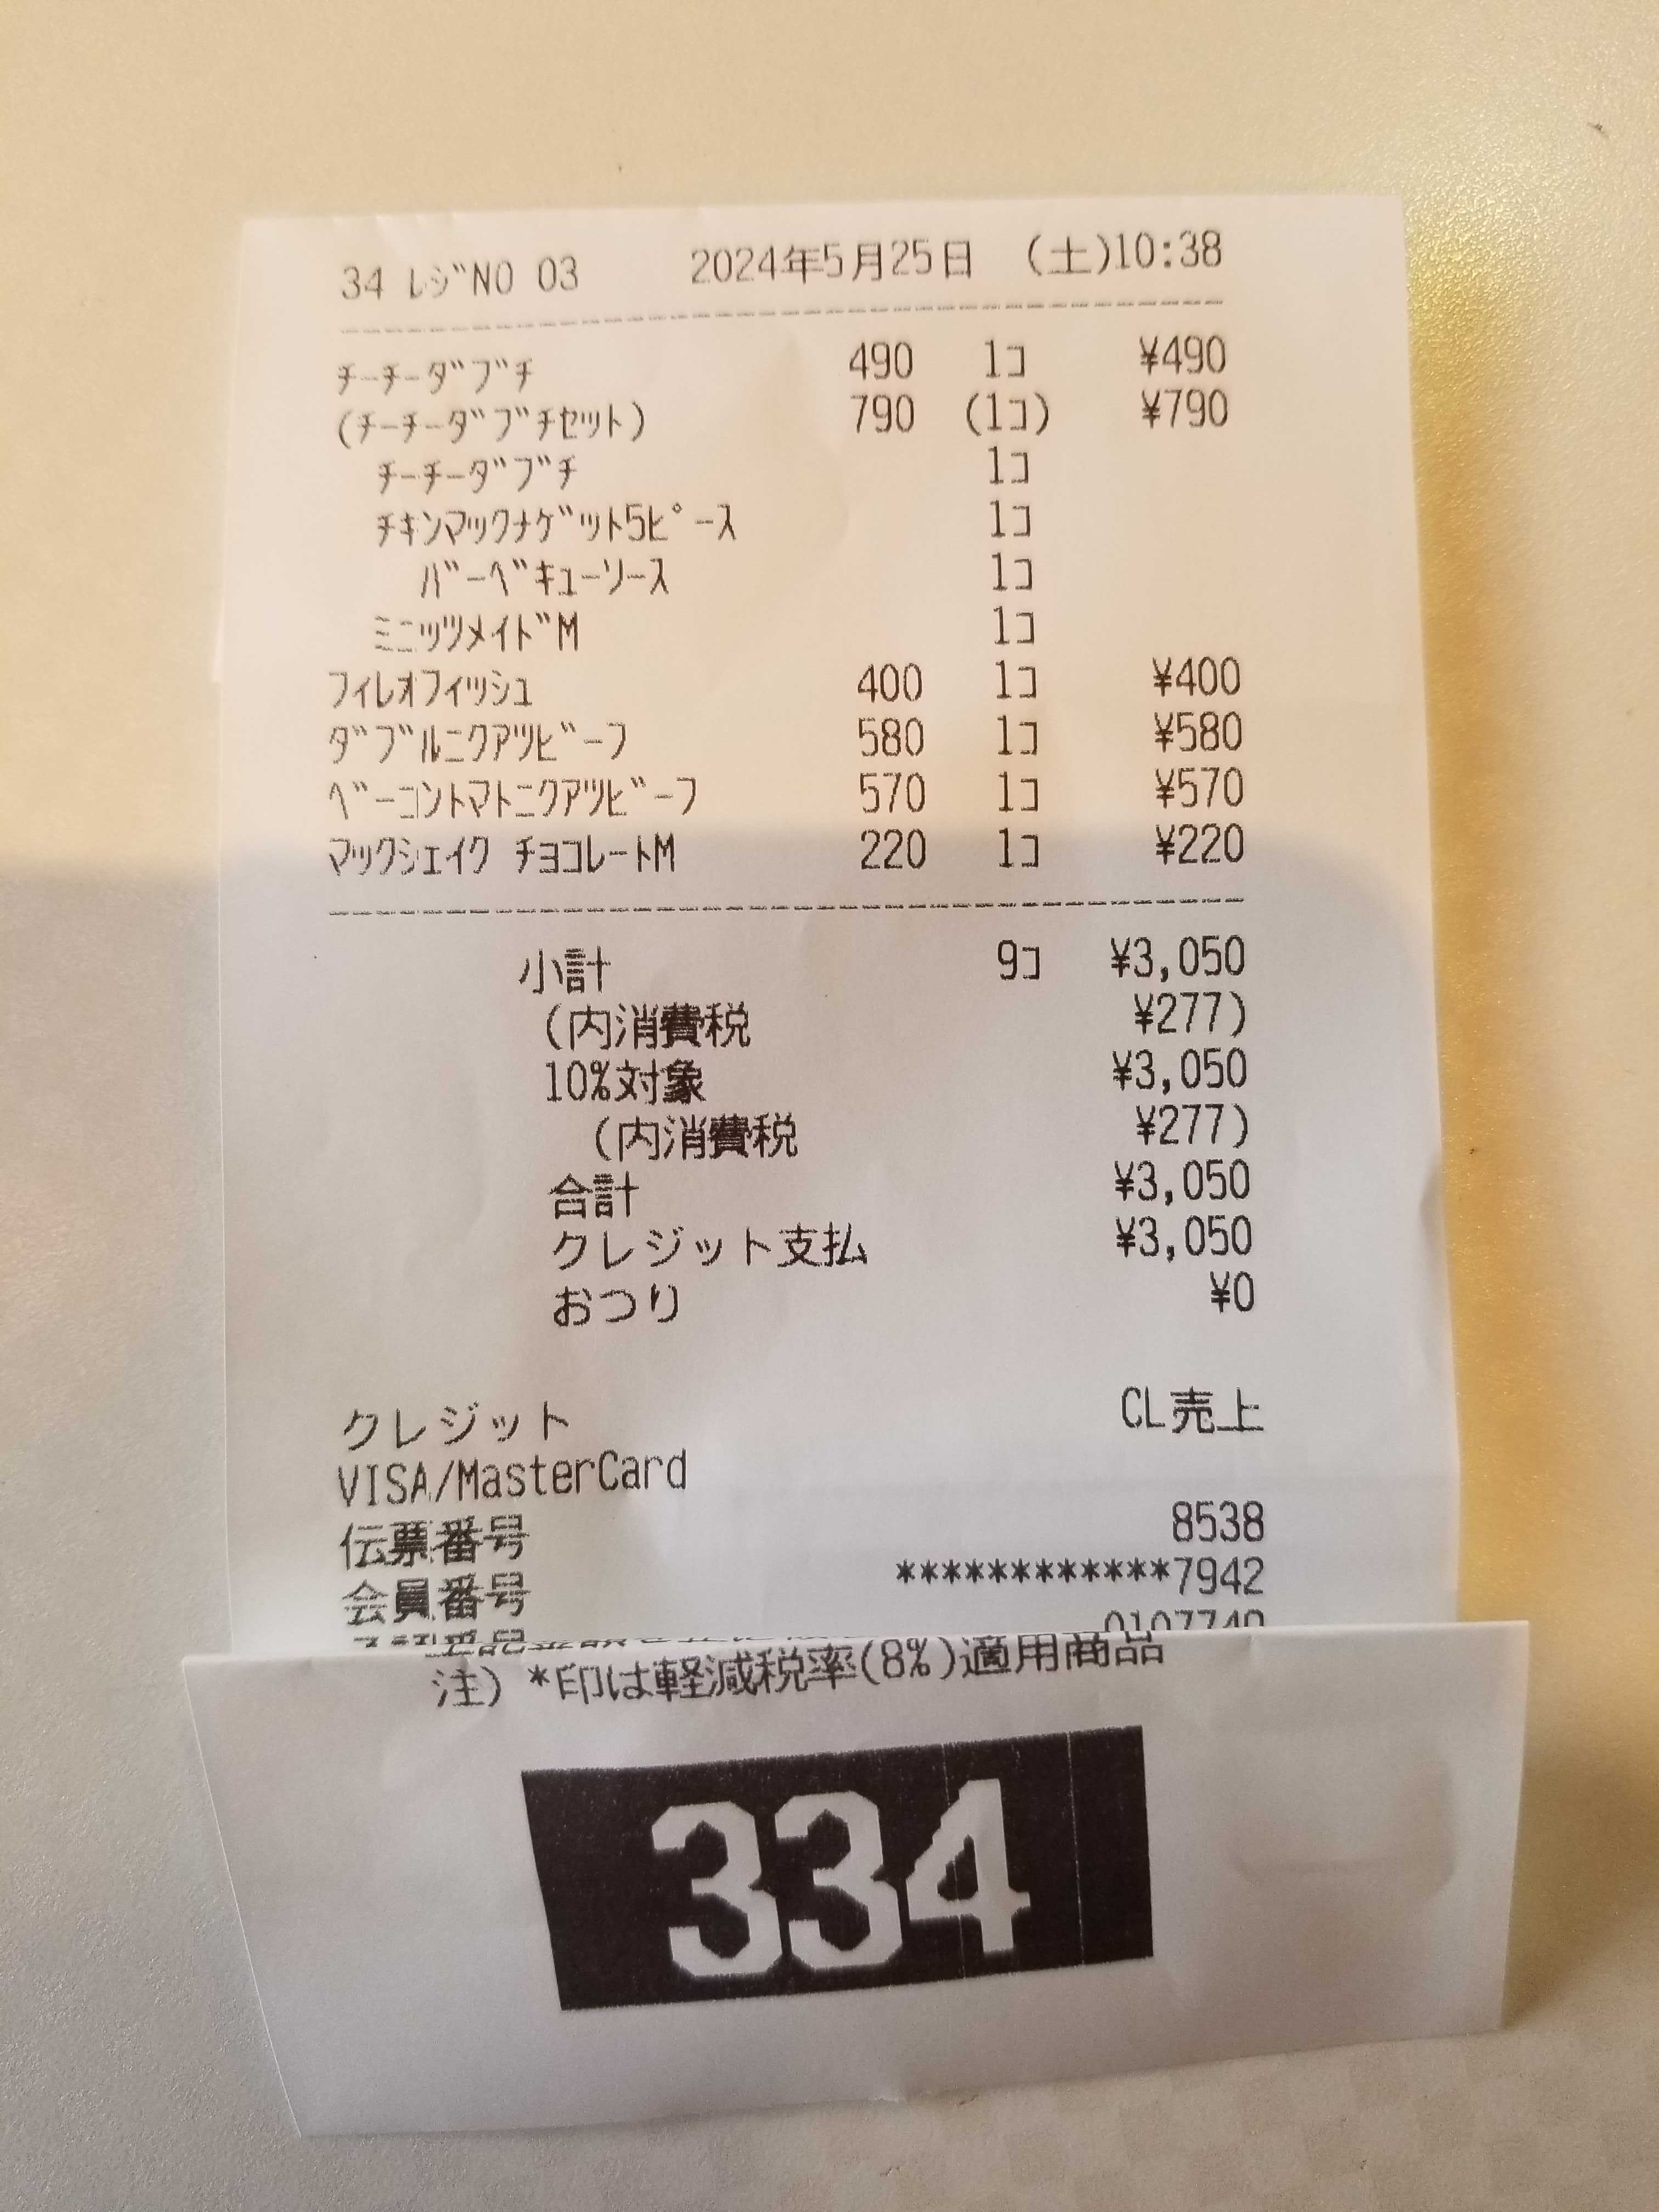 34 レジNO 03 2024年5月25日 (土)10:38
チーチーダブチ 490 1コ ¥490
(チーチーダブチセット) 790 (1コ) ¥790
チーチーダブチ 1コ
チキンマックナゲット5ピース 1コ
バーベキューソース 1コ
ミニッツメイドM 1コ
フィレオフィッシュ 400 1コ ¥400
ダブルニクアツビーフ 580 1コ ¥580
ベーコントマトニクアツビーフ 570 1コ ¥570
マックシェイク チョコレートM 220 1コ ¥220
小計 9コ ¥3,050
(内消費税 ¥277)
10%対象 ¥3,050
(内消費税 ¥277)
合計 ¥3,050
クレジット支払 ¥3,050
おつり ¥0
クレジット CL売上
VISA/MasterCard
伝票番号 8538
会員番号 ************7942
注) *印は軽減税率(8%)適用商品
334